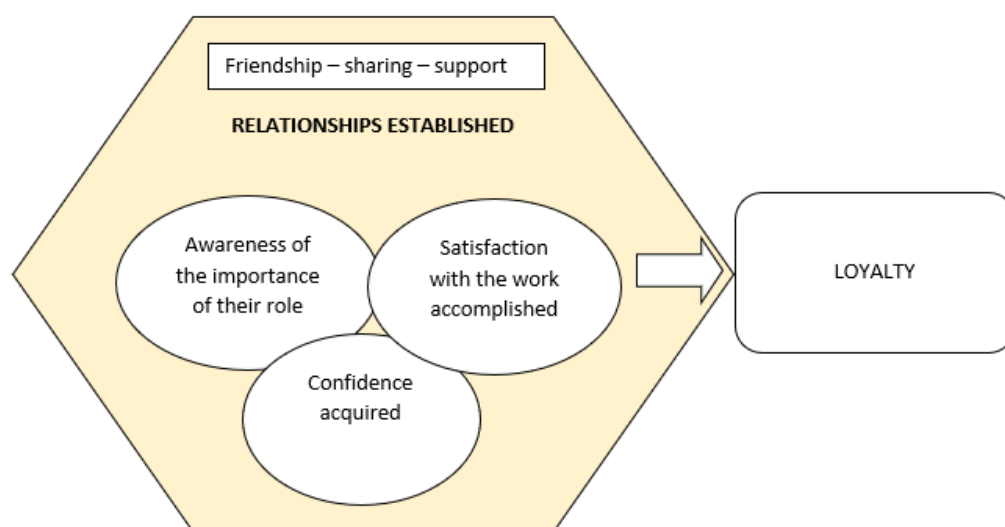 Friendship – sharing – support
RELATIONSHIPS ESTABLISHED
Awareness of
the importance
of their role
Satisfaction
with the work
accomplished
Confidence
acquired
LOYALTY